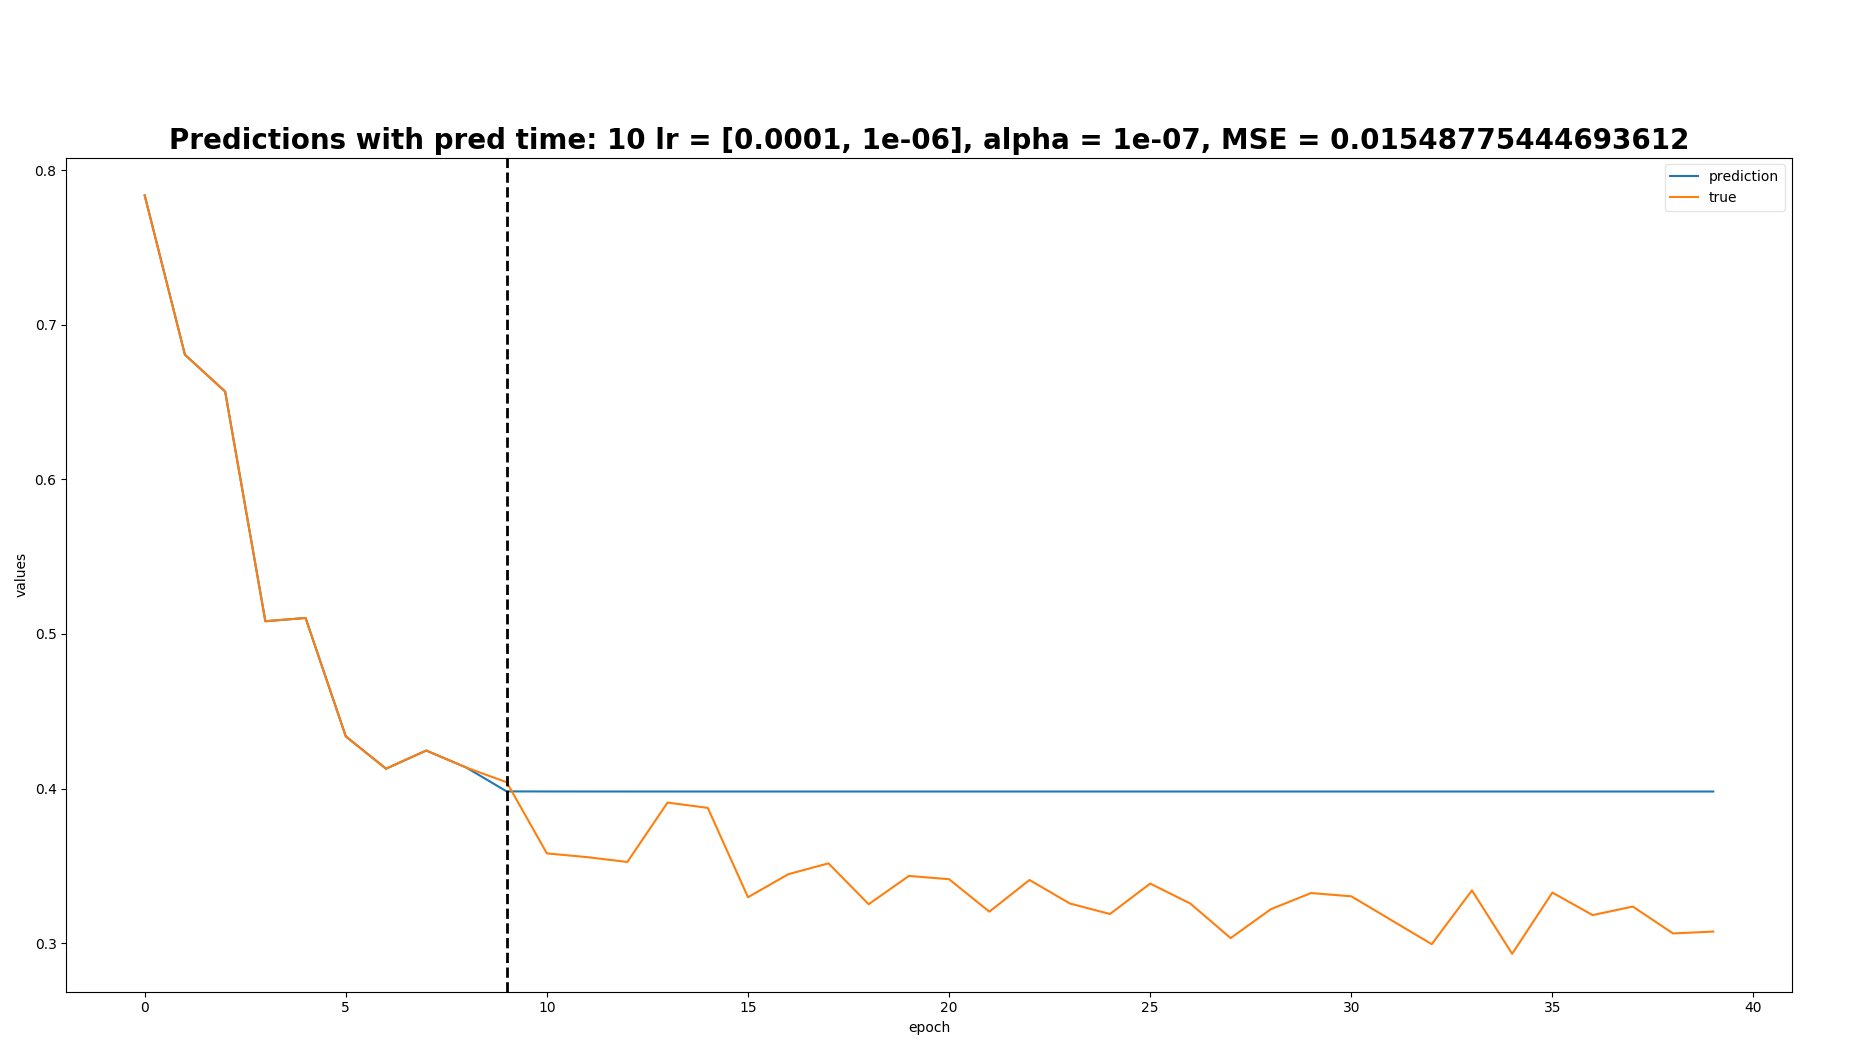 Predictions with pred time: 10 lr = [0.0001, 1e-06], alpha = 1e-07, MSE = 0.01548775444693612
prediction
true
0.8
0.7
0.6
0.5
0.4
0.3
values
0 5 10 15 20 25 30 35 40
epoch